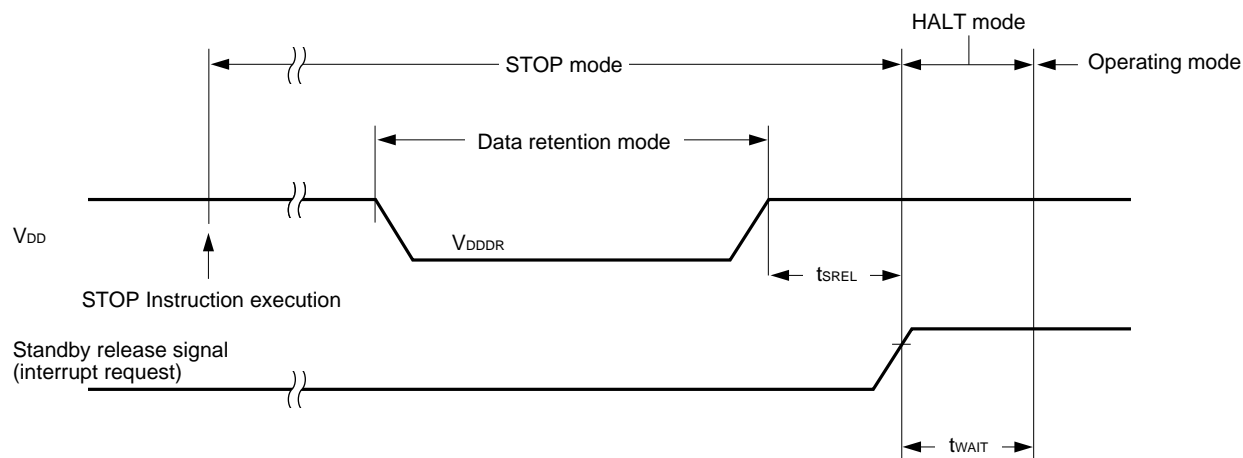 HALT mode
STOP mode
Operating mode
Data retention mode
VDD
VDDDR
tSREL
STOP Instruction execution
Standby release signal
(interrupt request)
tWAIT